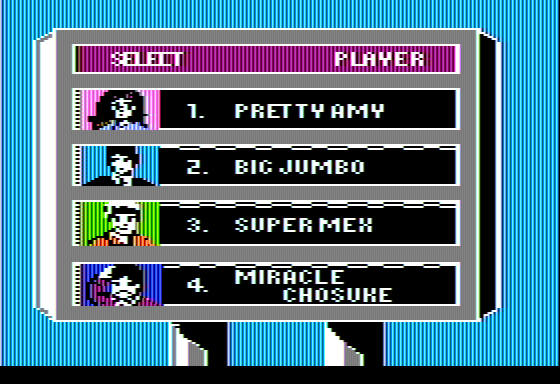 SELECT PLAYER
1. PRETTY AMY
2. BIG JUMBO
3. SUPER MEX
4. MIRACLE
CHOSUKE